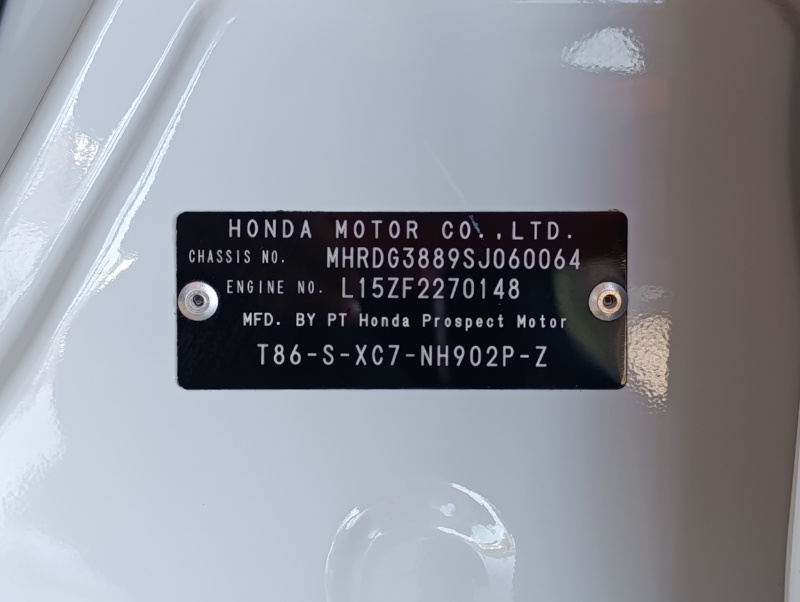 HONDA MOTOR CO.,LTD.
CHASSIS NO. MHRDG3889SJ060064
ENGINE NO. L15ZF2270148
MFD. BY PT Honda Prospect Motor
T86-S-XC7-NH902P-Z